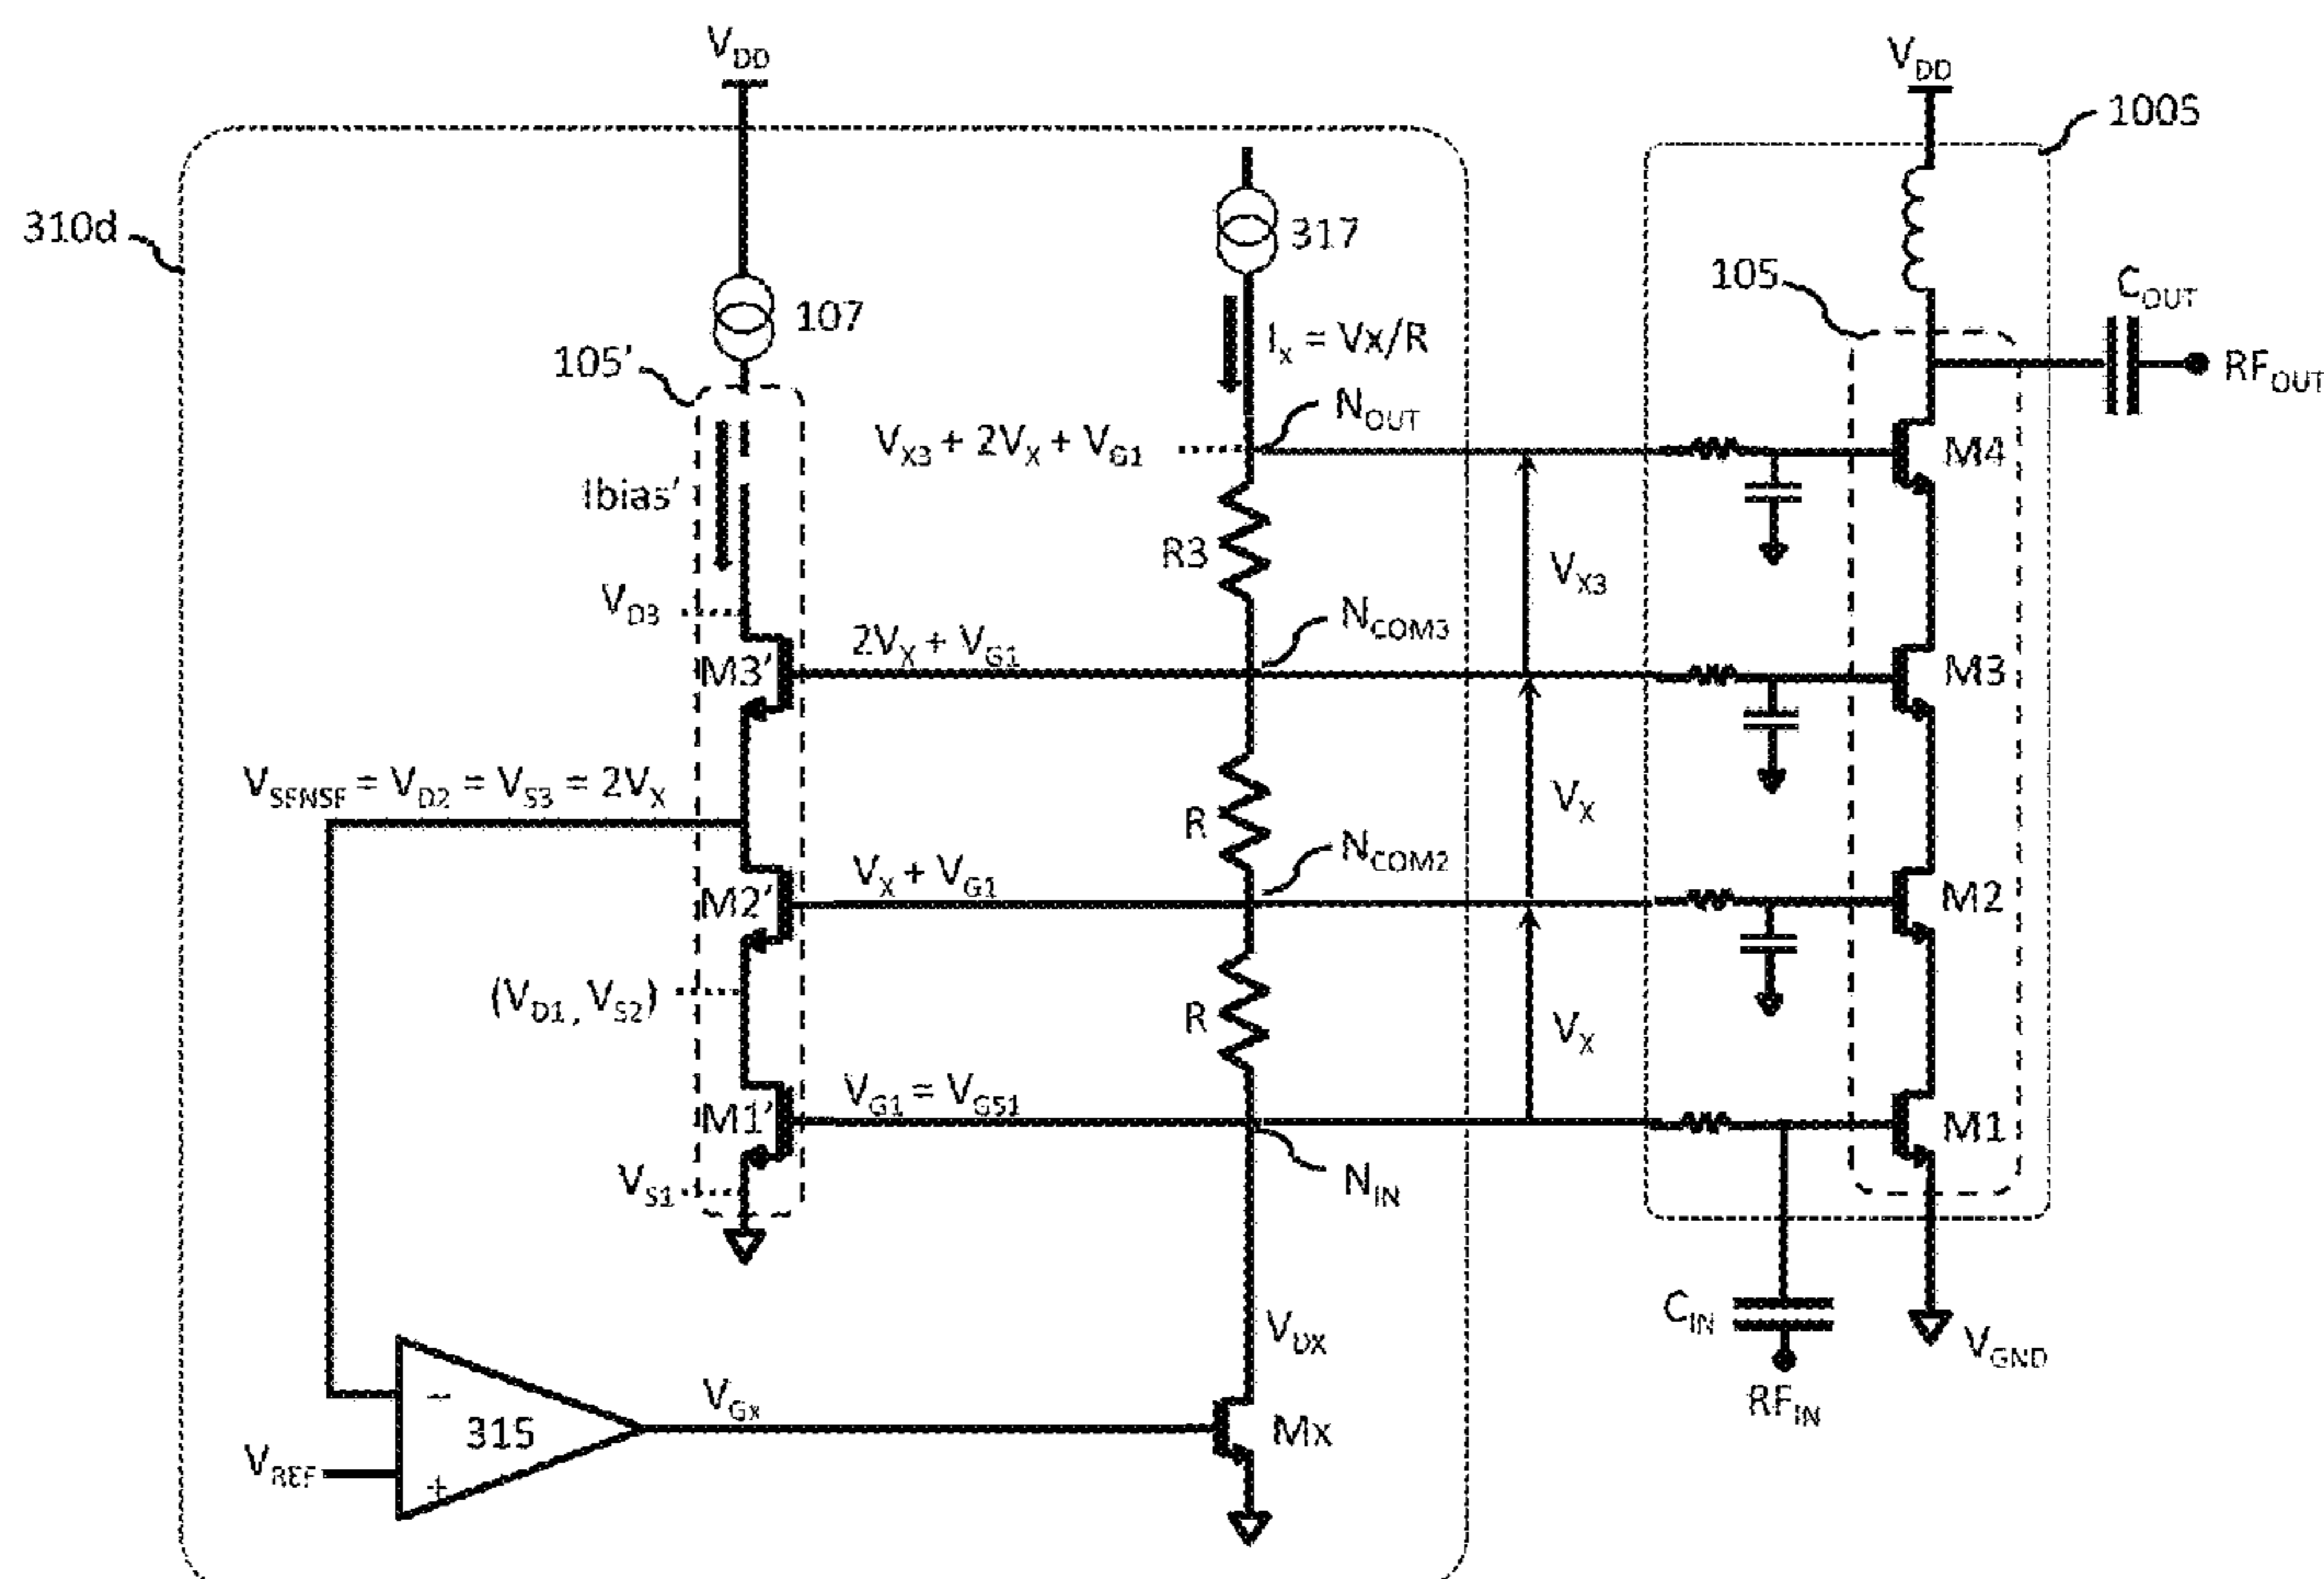 V_DD
V_DD
1005
310d
317
107
105
C_OUT
105'
I_X = Vx/R
RF_OUT
N_OUT
V_X3 + 2V_X + V_G1
M4
Ibias'
R3
V_X3
V_D3
N_COM3
2V_X + V_G1
M3'
M3
V_SENSE = V_D2 = V_S3 = 2V_X
V_X
R
N_COM2
V_X + V_G1
M2'
M2
(V_D1, V_S2)
R
V_X
V_G1 = V_GS1
M1'
M1
V_S1
N_IN
C_IN
V_DX
V_GND
−
V_Gx
RF_IN
315
Mx
V_REF
+